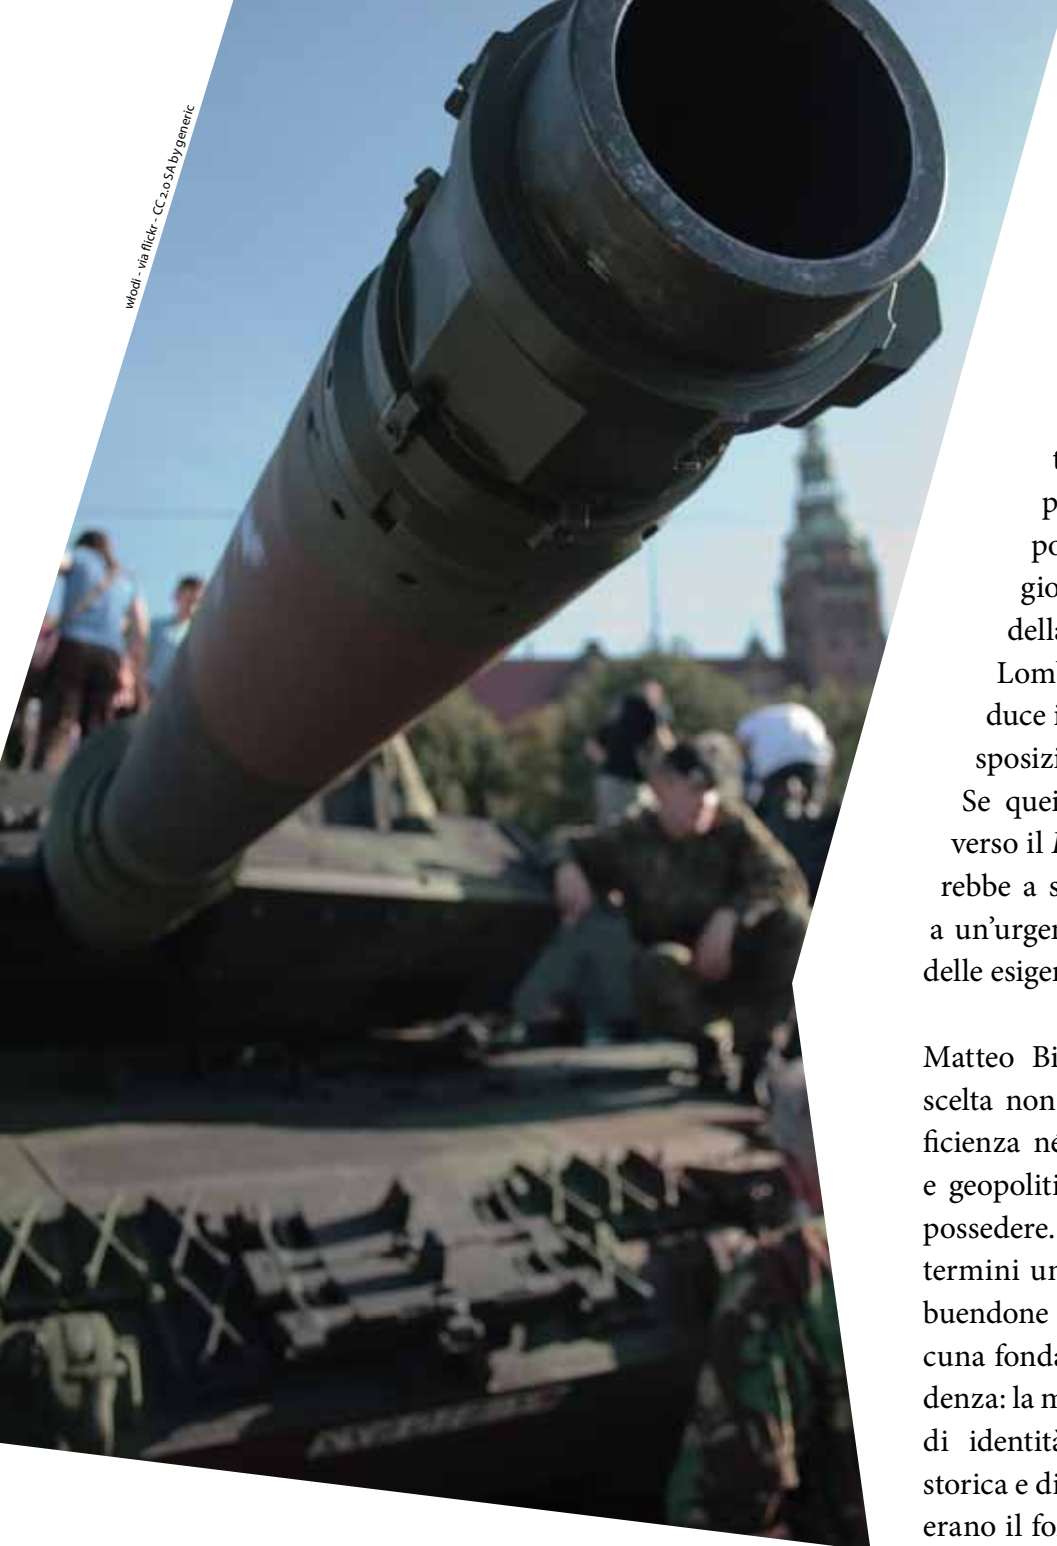 włodi - via flickr - CC 2.0 SA by generic
t
p
po
gio
della
Lomb
duce i
sposizi
Se quei
verso il
rebbe a s
a un’urgen
delle esigen
Matteo Bi
scelta non
ficienza né
e geopoliti
possedere.
termini un
buendone
cuna fonda
denza: la m
di identità
storica e di
erano il fo